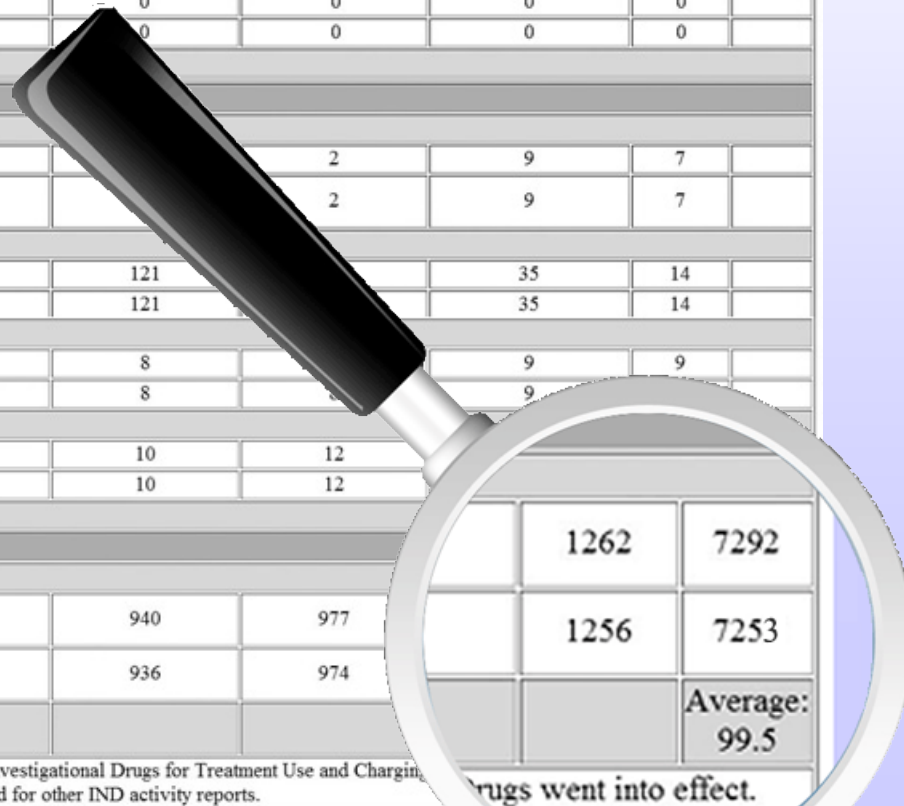 0 0 0 0
0 0 0 0
2 9 7
2 9 7
121 35 14
121 35 14
8 9 9
8 9
10 12
10 12
1262 7292
940 977
1256 7253
936 974
Average:
99.5
vestigational Drugs for Treatment Use and Charging
rugs went into effect.
d for other IND activity reports.